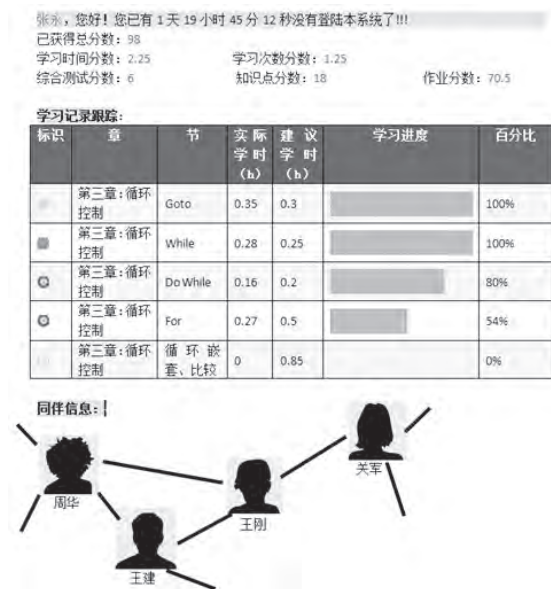 张永，您好！您已有 1 天 19 小时 45 分 12 秒没有登陆本系统了!!!
已获得总分数：98
学习时间分数：2.25 学习次数分数：1.25
综合测试分数：6 知识点分数：18 作业分数：70.5
学习记录跟踪：
标识 章 节 实际学时（h） 建议学时（h） 学习进度 百分比
第三章：循环控制 Goto 0.35 0.3 100%
第三章：循环控制 While 0.28 0.25 100%
第三章：循环控制 Do While 0.16 0.2 80%
第三章：循环控制 For 0.27 0.5 54%
第三章：循环控制 循环嵌套、比较 0 0.85 0%
同伴信息：
关军
周华
王刚
王建